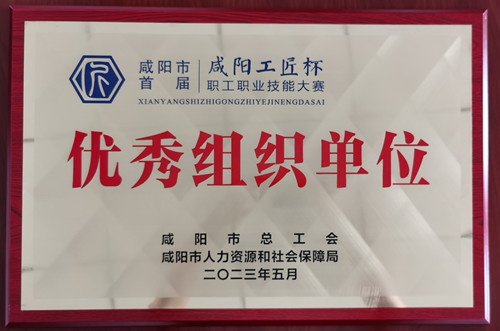 咸阳市 咸阳工匠杯
首届 职工职业技能大赛
XIANYANGSHIZHIGONGZHIYEJINENGDASAI
优秀组织单位
咸阳市总工会
咸阳市人力资源和社会保障局
二〇二三年五月